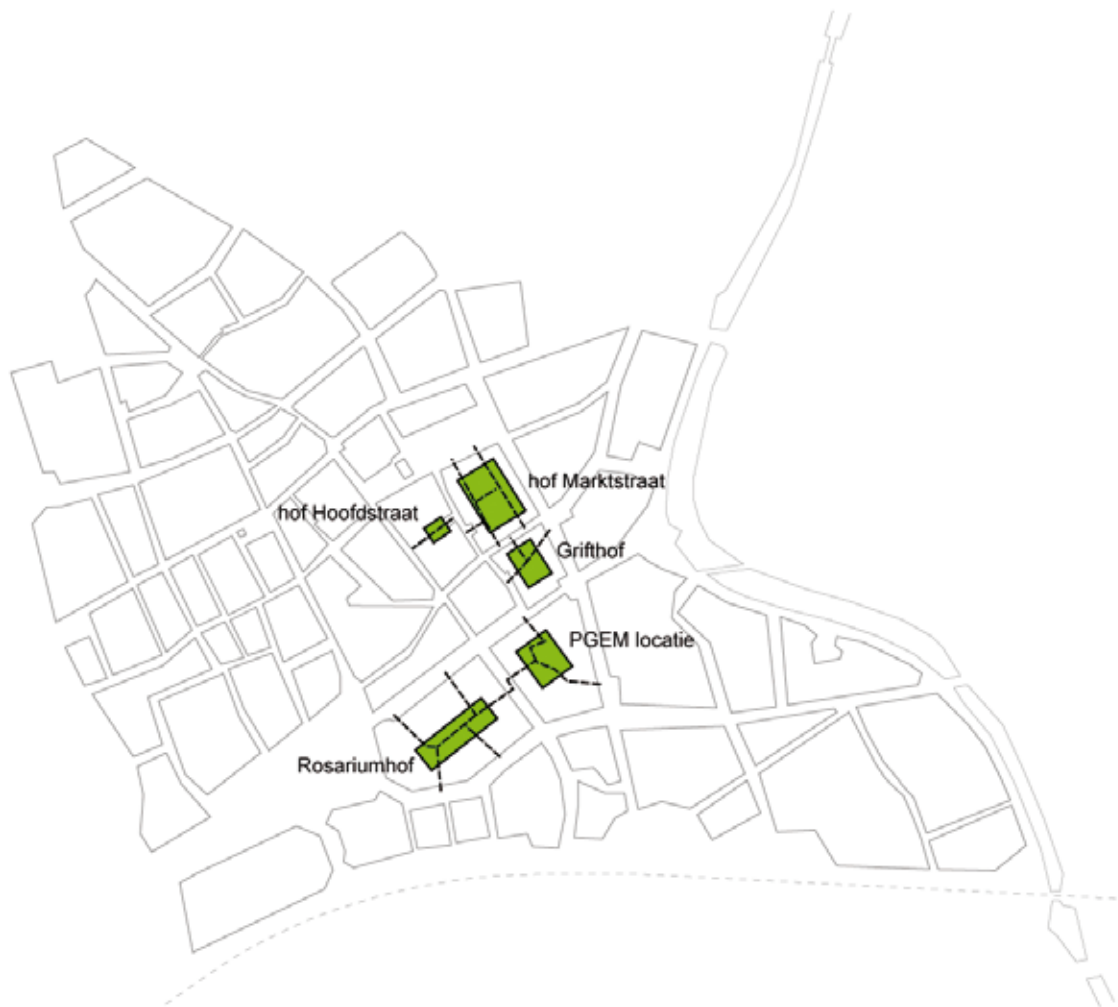 hof Marktstraat
hof Hoofdstraat
Grifthof
PGEM locatie
Rosariumhof